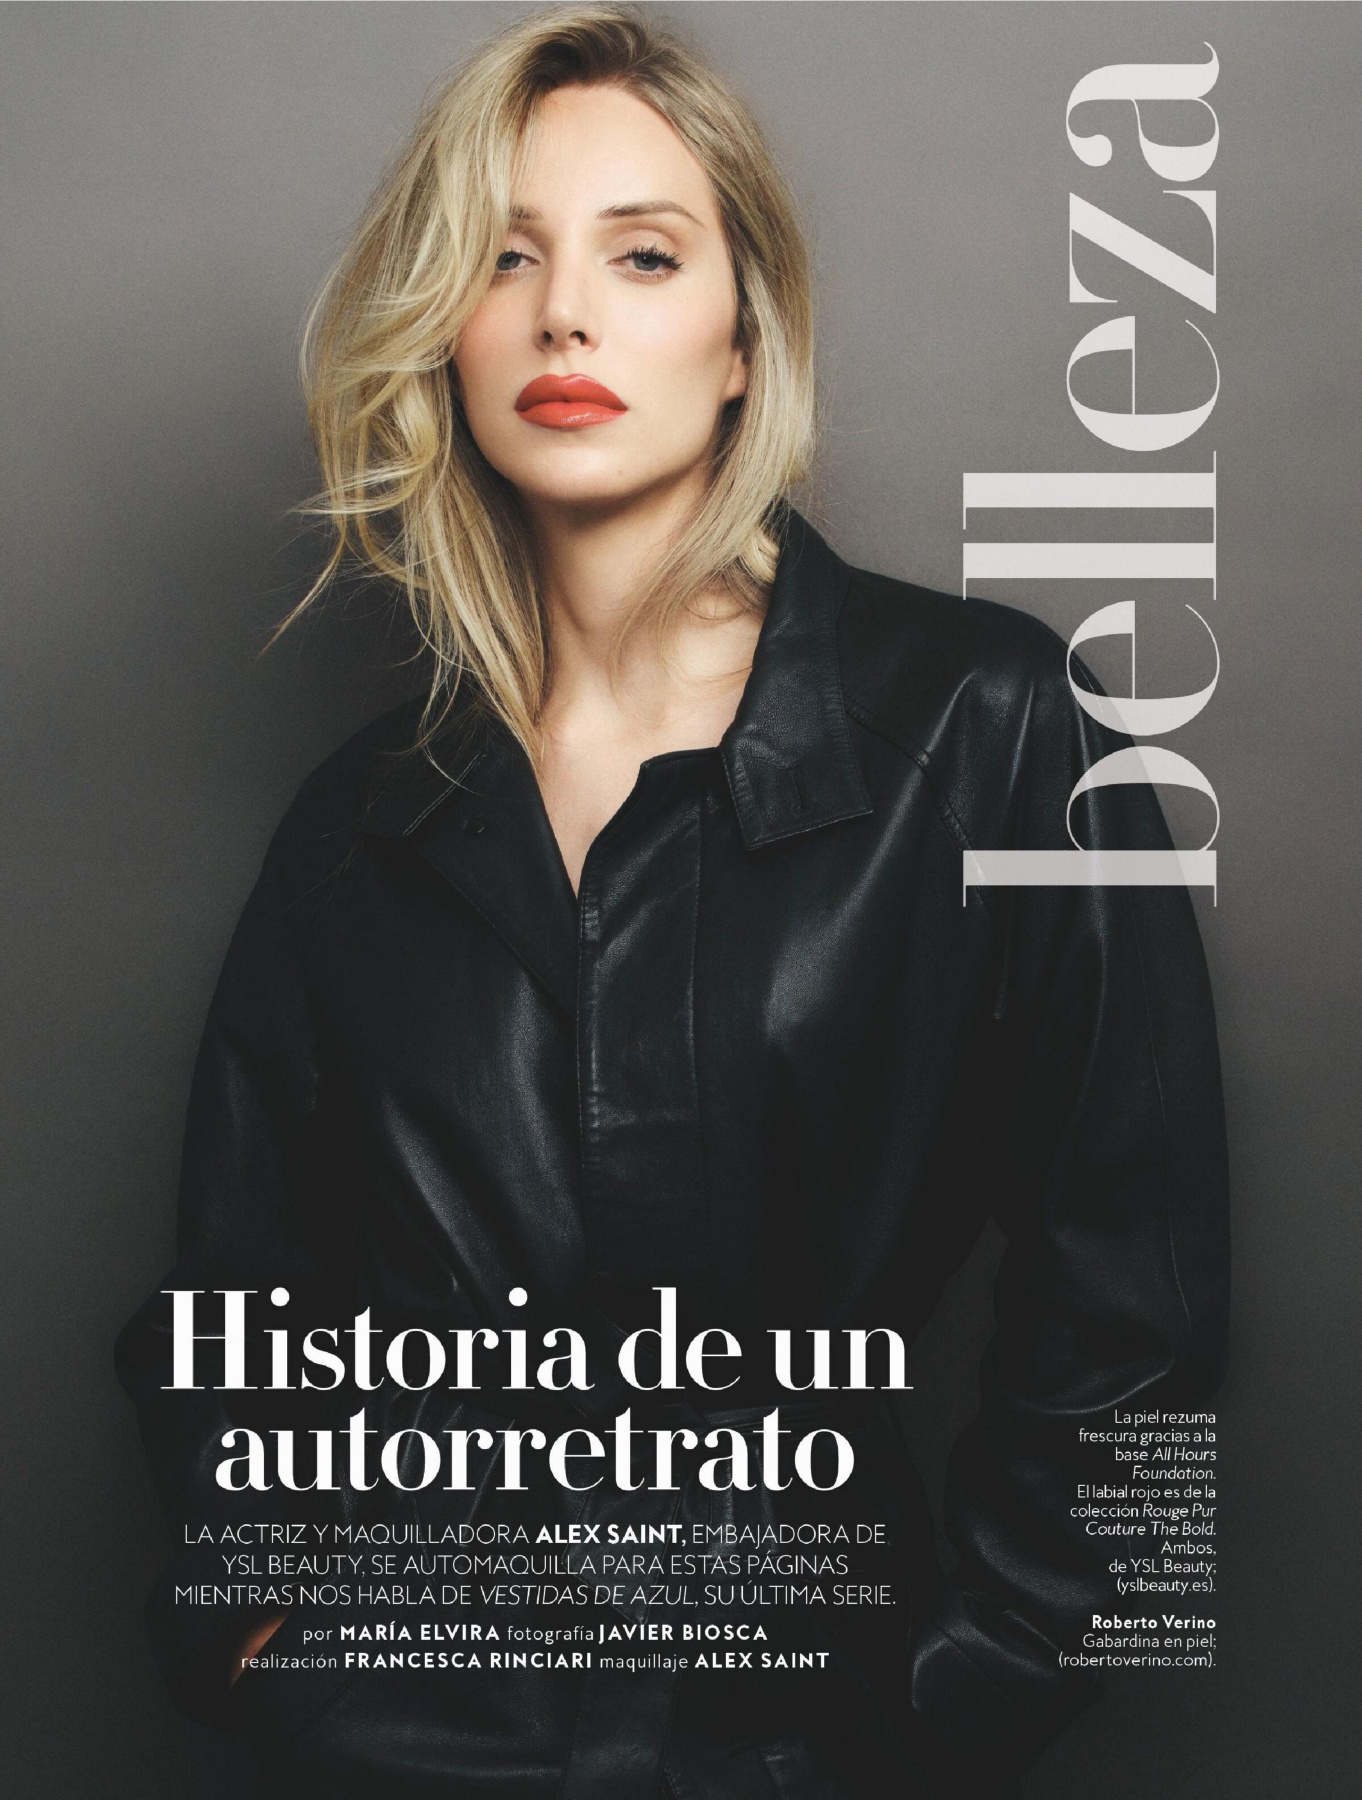 belleza
Historia de un
autorretrato
LA ACTRIZ Y MAQUILLADORA ALEX SAINT, EMBAJADORA DE
YSL BEAUTY, SE AUTOMAQUILLA PARA ESTAS PÁGINAS
MIENTRAS NOS HABLA DE VESTIDAS DE AZUL, SU ÚLTIMA SERIE.
por MARÍA ELVIRA fotografía JAVIER BIOSCA
realización FRANCESCA RINCIARI maquillaje ALEX SAINT
La piel rezuma
frescura gracias a la
base All Hours
Foundation.
El labial rojo es de la
colección Rouge Pur
Couture The Bold.
Ambos,
de YSL Beauty;
(yslbeauty.es).
Roberto Verino
Gabardina en piel;
(robertoverino.com).